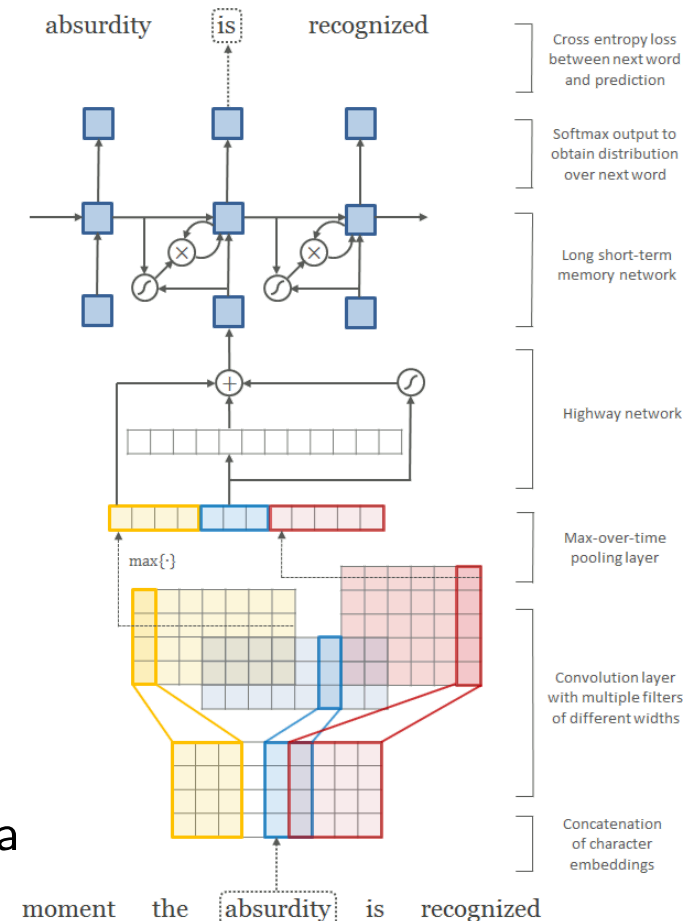 absurdity is recognized
Cross entropy loss
between next word
and prediction
Softmax output to
obtain distribution
over next word
Long short-term
memory network
Highway network
Max-over-time
pooling layer
max{·}
Convolution layer
with multiple filters
of different widths
Concatenation
of character
embeddings
a
moment the absurdity is recognized